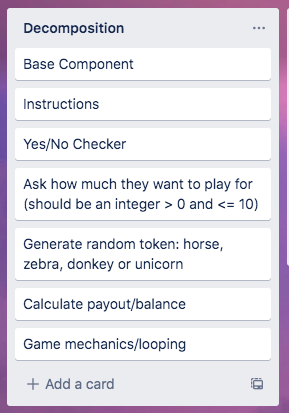 Decomposition
Base Component
Instructions
Yes/No Checker
Ask how much they want to play for
(should be an integer > 0 and <= 10)
Generate random token: horse,
zebra, donkey or unicorn
Calculate payout/balance
Game mechanics/looping
+ Add a card